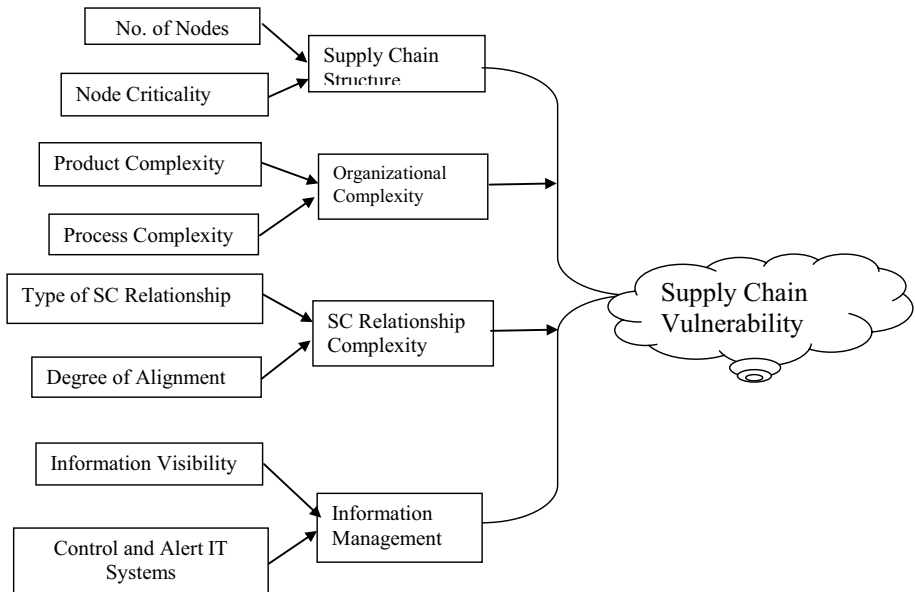 No. of Nodes
Node Criticality
Supply Chain
Structure
Product Complexity
Process Complexity
Organizational
Complexity
Type of SC Relationship
Degree of Alignment
SC Relationship
Complexity
Information Visibility
Control and Alert IT
Systems
Information
Management
Supply Chain
Vulnerability